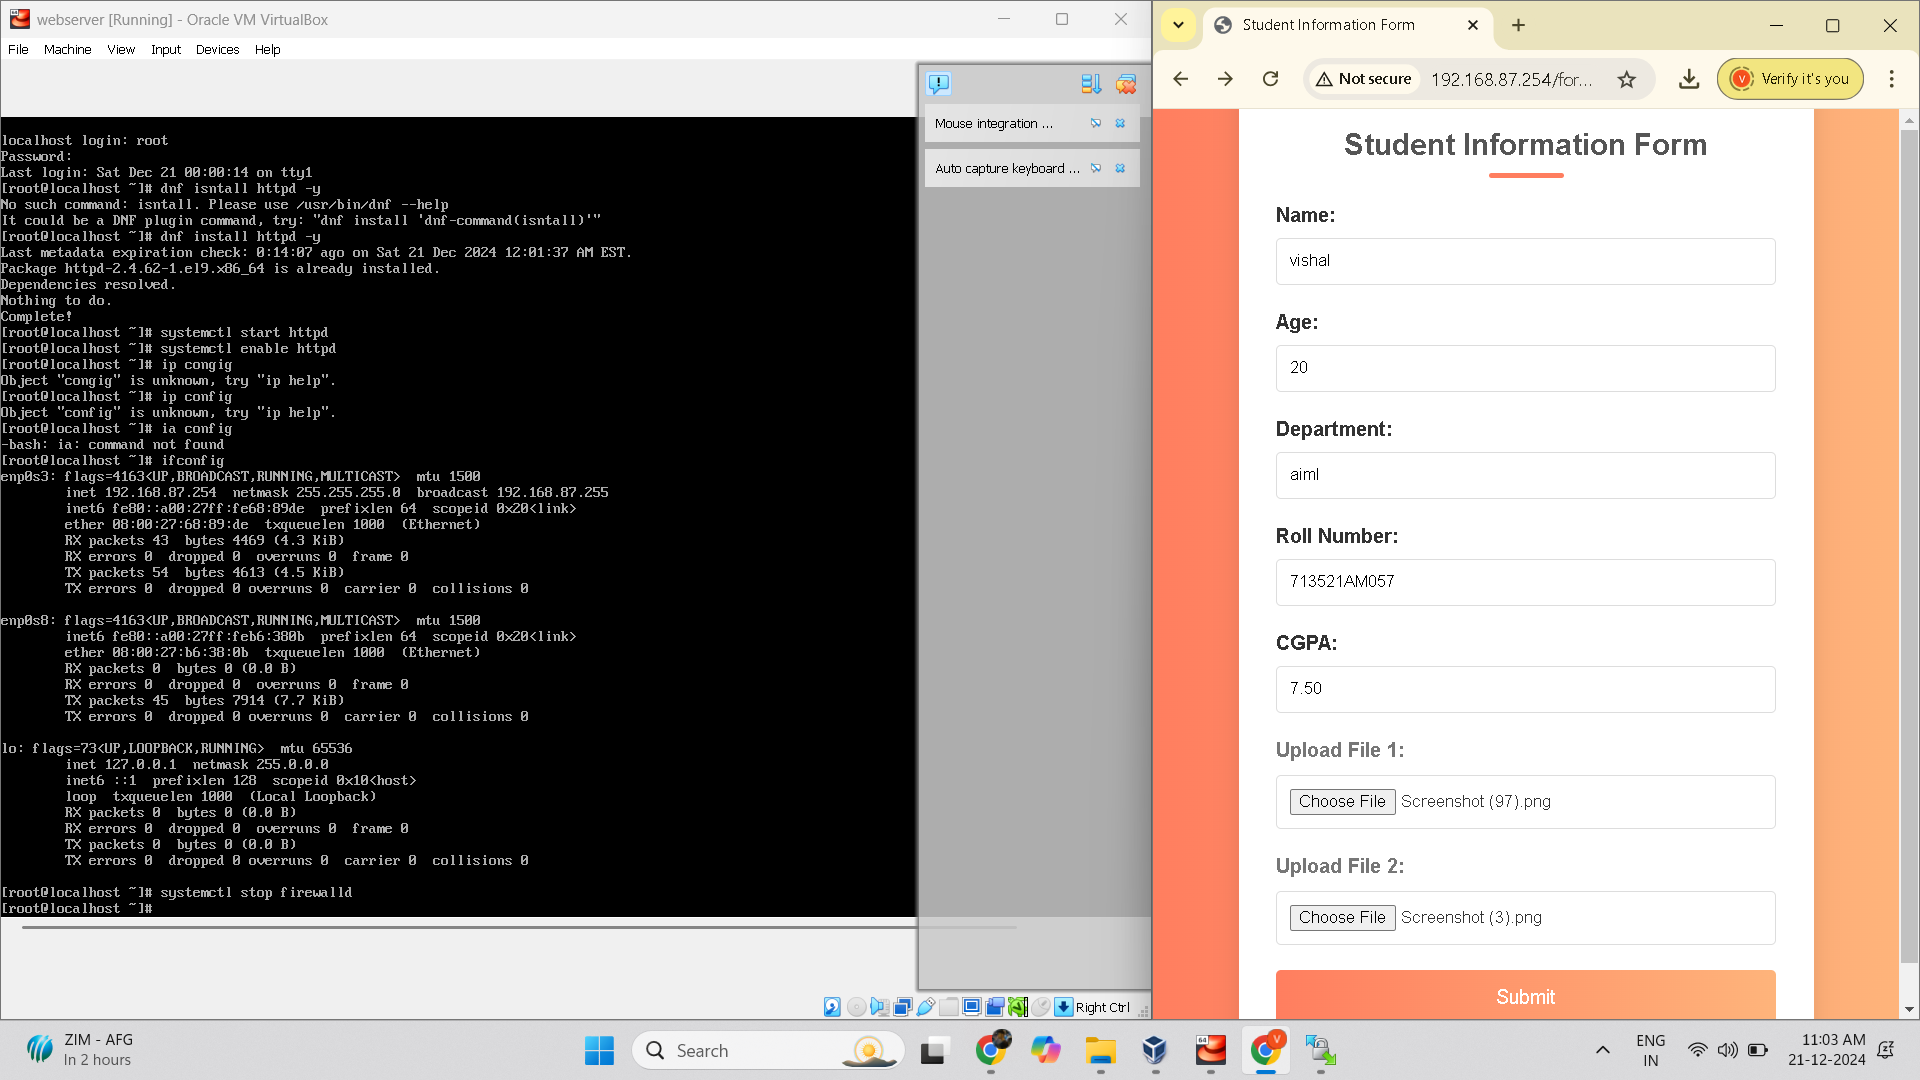 webserver [Running] - Oracle VM VirtualBox
File Machine View Input Devices Help
localhost login: root
Password:
Last login: Sat Dec 21 00:00:14 on tty1
[root@localhost ~]# dnf isntall httpd -y
No such command: isntall. Please use /usr/bin/dnf --help
It could be a DNF plugin command, try: "dnf install 'dnf-command(isntall)'"
[root@localhost ~]# dnf install httpd -y
Last metadata expiration check: 0:14:07 ago on Sat 21 Dec 2024 12:01:37 AM EST.
Package httpd-2.4.62-1.el9.x86_64 is already installed.
Dependencies resolved.
Nothing to do.
Complete!
[root@localhost ~]# systemctl start httpd
[root@localhost ~]# systemctl enable httpd
[root@localhost ~]# ip congig
Object "congig" is unknown, try "ip help".
[root@localhost ~]# ip config
Object "config" is unknown, try "ip help".
[root@localhost ~]# ia config
-bash: ia: command not found
[root@localhost ~]# ifconfig
enp0s3: flags=4163<UP,BROADCAST,RUNNING,MULTICAST>  mtu 1500
inet 192.168.87.254  netmask 255.255.255.0  broadcast 192.168.87.255
inet6 fe80::a00:27ff:fe68:89de  prefixlen 64  scopeid 0x20<link>
ether 08:00:27:68:89:de  txqueuelen 1000  (Ethernet)
RX packets 43  bytes 4469 (4.3 KiB)
RX errors 0  dropped 0  overruns 0  frame 0
TX packets 54  bytes 4613 (4.5 KiB)
TX errors 0  dropped 0 overruns 0  carrier 0  collisions 0
enp0s8: flags=4163<UP,BROADCAST,RUNNING,MULTICAST>  mtu 1500
inet6 fe80::a00:27ff:feb6:380b  prefixlen 64  scopeid 0x20<link>
ether 08:00:27:b6:38:0b  txqueuelen 1000  (Ethernet)
RX packets 0  bytes 0 (0.0 B)
RX errors 0  dropped 0  overruns 0  frame 0
TX packets 45  bytes 7914 (7.7 KiB)
TX errors 0  dropped 0 overruns 0  carrier 0  collisions 0
lo: flags=73<UP,LOOPBACK,RUNNING>  mtu 65536
inet 127.0.0.1  netmask 255.0.0.0
inet6 ::1  prefixlen 128  scopeid 0x10<host>
loop  txqueuelen 1000  (Local Loopback)
RX packets 0  bytes 0 (0.0 B)
RX errors 0  dropped 0  overruns 0  frame 0
TX packets 0  bytes 0 (0.0 B)
TX errors 0  dropped 0 overruns 0  carrier 0  collisions 0
[root@localhost ~]# systemctl stop firewalld
[root@localhost ~]#
Mouse integration ...
Auto capture keyboard ...
Right Ctrl
Student Information Form
Not secure 192.168.87.254/for... Verify it's you
Student Information Form
Name:
vishal
Age:
20
Department:
aiml
Roll Number:
713521AM057
CGPA:
7.50
Upload File 1:
Choose File Screenshot (97).png
Upload File 2:
Choose File Screenshot (3).png
Submit
ZIM - AFG
In 2 hours
Search
64
V
ENG
IN
11:03 AM
21-12-2024